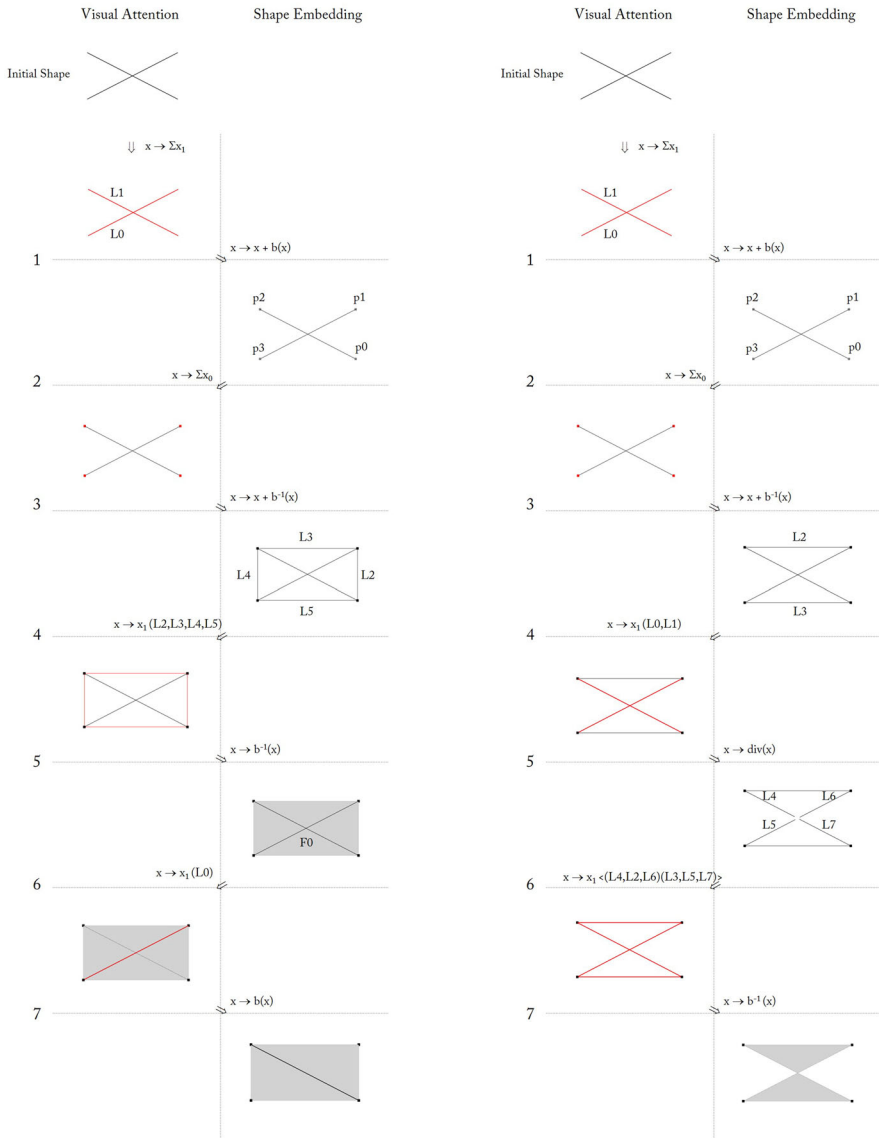 Visual Attention
Shape Embedding
Initial Shape
⇓ x → Σx₁
L1
L0
x → x + b(x)
1
p2 p1
p3 p0
x → Σx₀
2
x → x + b⁻¹(x)
3
L3
L4 L2
L5
x → x₁(L2,L3,L4,L5)
4
x → b⁻¹(x)
5
F0
x → x₁(L0)
6
x → b(x)
7
Visual Attention
Shape Embedding
Initial Shape
⇓ x → Σx₁
L1
L0
x → x + b(x)
1
p2 p1
p3 p0
x → Σx₀
2
x → x + b⁻¹(x)
3
L2
L3
x → x₁(L0,L1)
4
x → div(x)
5
L4 L6
L5 L7
x → x₁ <(L4,L2,L6)(L3,L5,L7)>
6
x → b⁻¹(x)
7